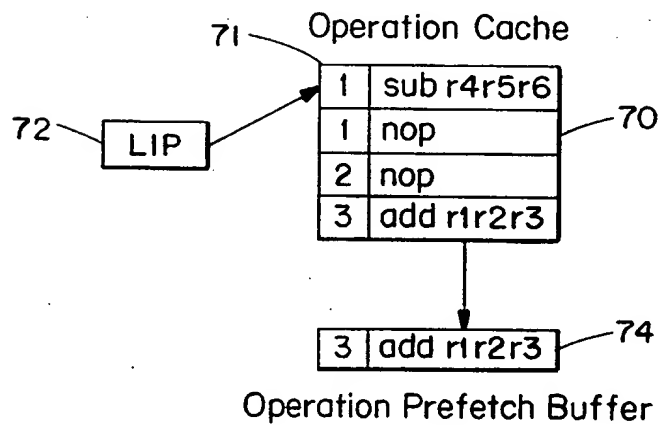 Operation Cache
71
1 sub r4r5r6
1 nop
2 nop
3 add r1r2r3
70
72
LIP
3 add r1r2r3
74
Operation Prefetch Buffer